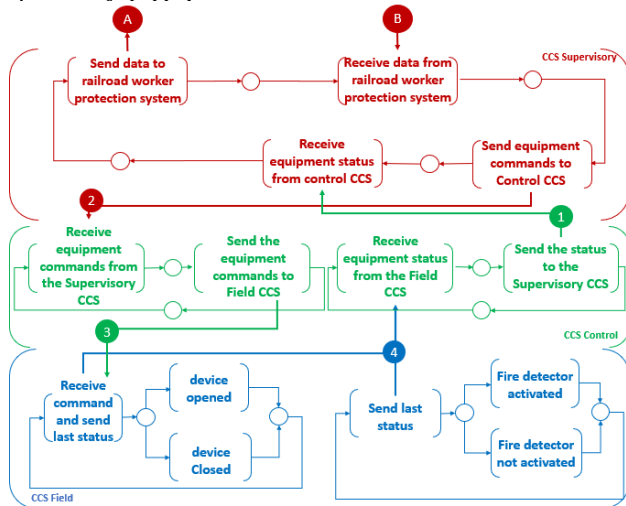 A
B
CCS Supervisory
Send data to
railroad worker
protection system
Receive data from
railroad worker
protection system
Receive
equipment status
from control CCS
Send equipment
commands to
Control CCS
2
1
Receive
equipment
commands from
the Supervisory
CCS
Send the
equipment
commands to
Field CCS
Receive
equipment status
from the Field
CCS
Send the status
to the
Supervisory CCS
3
CCS Control
4
Receive
command
and send
last status
device
opened
device
Closed
Send last
status
Fire detector
activated
Fire detector
not activated
CCS Field